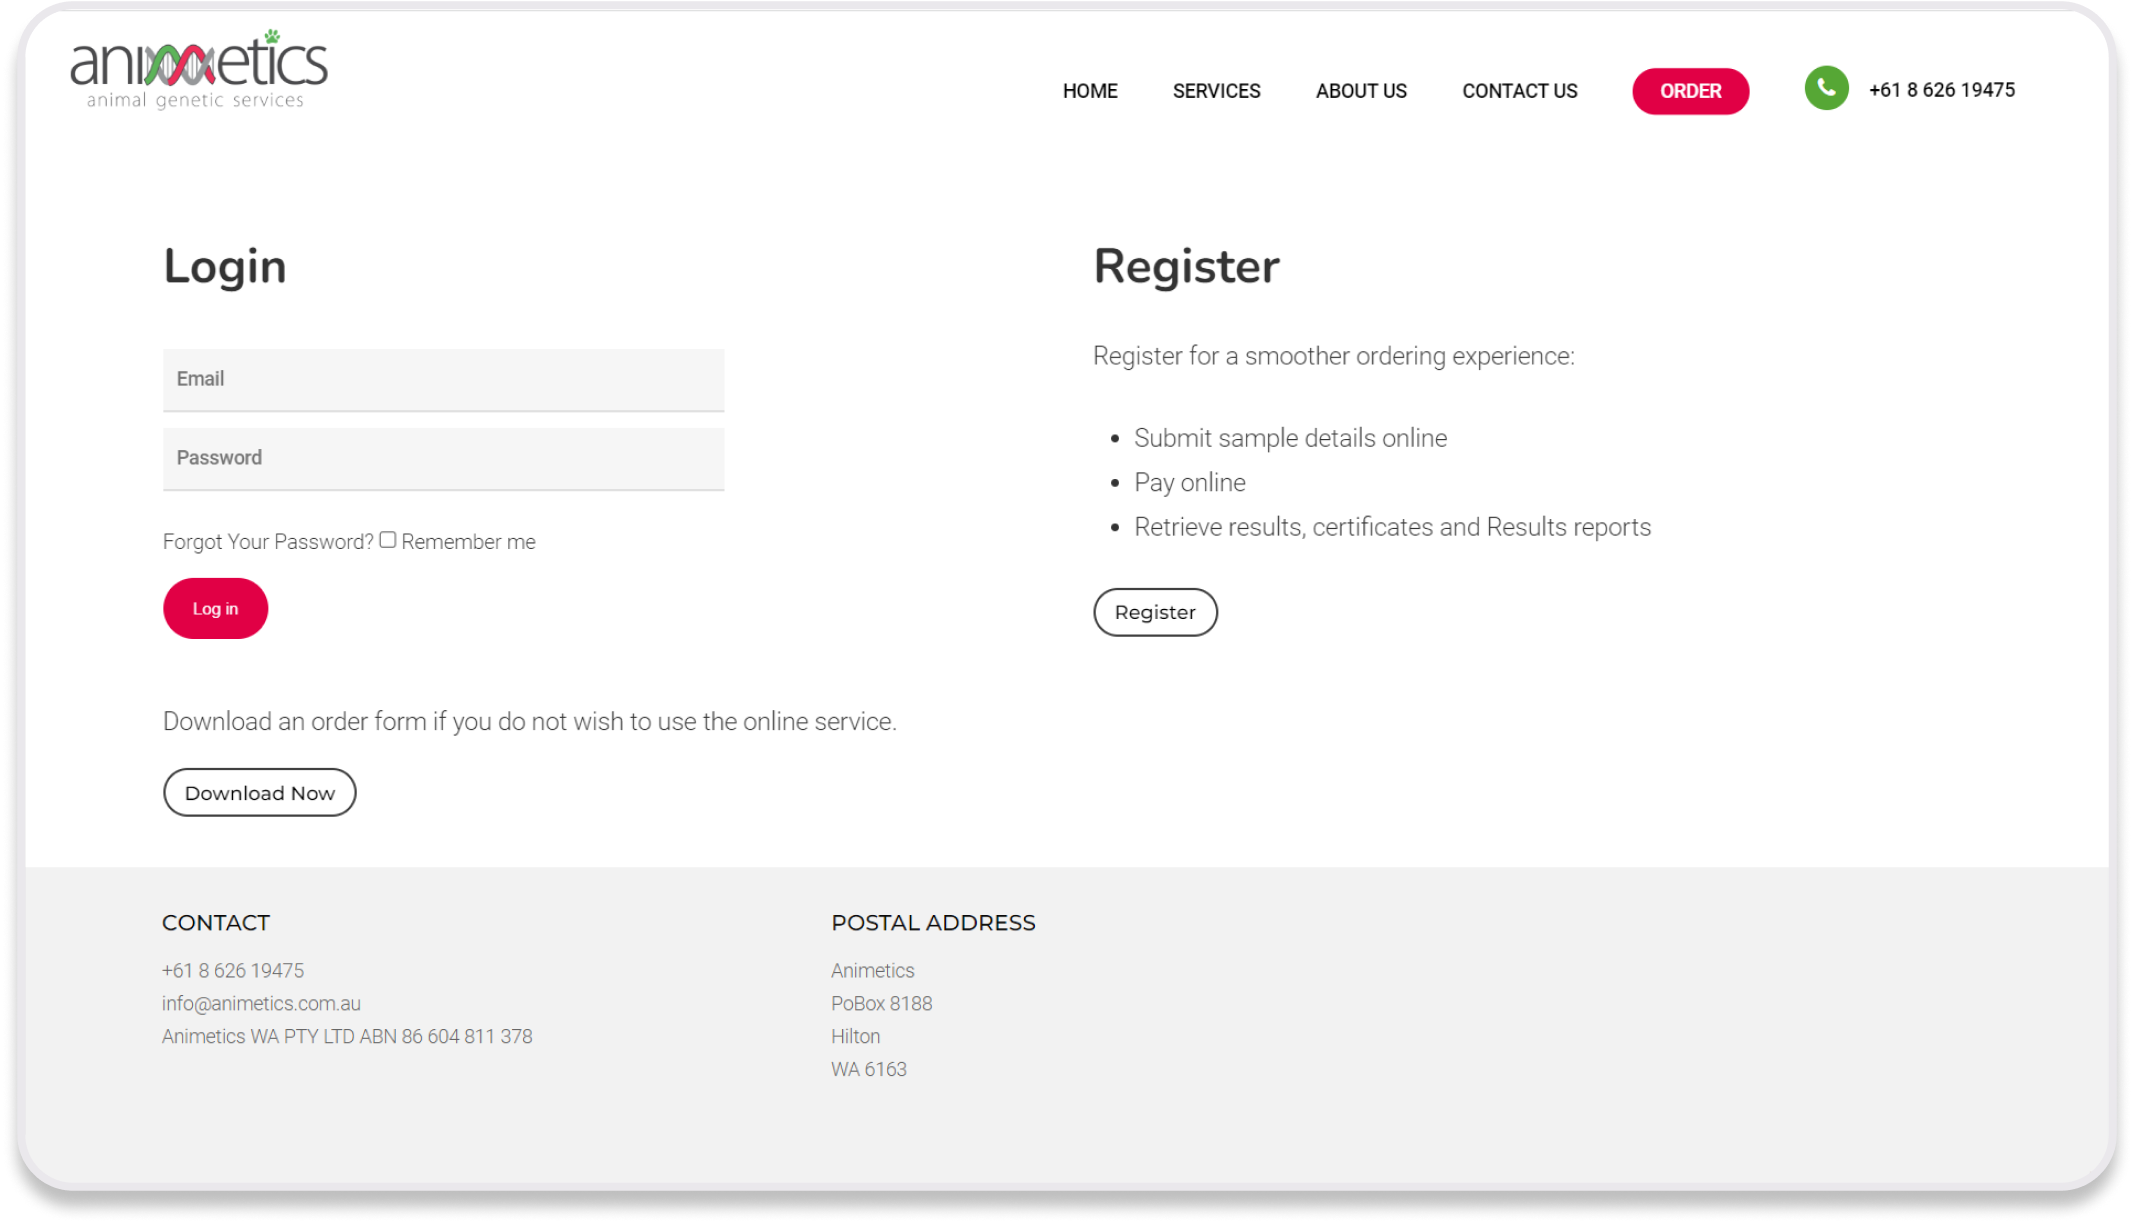 animetics
animal genetic services
HOME
SERVICES
ABOUT US
CONTACT US
ORDER
+61 8 626 19475
Login
Email
Password
Forgot Your Password? Remember me
Log in
Download an order form if you do not wish to use the online service.
Download Now
Register
Register for a smoother ordering experience:
• Submit sample details online
• Pay online
• Retrieve results, certificates and Results reports
Register
CONTACT
+61 8 626 19475
info@animetics.com.au
Animetics WA PTY LTD ABN 86 604 811 378
POSTAL ADDRESS
Animetics
PoBox 8188
Hilton
WA 6163